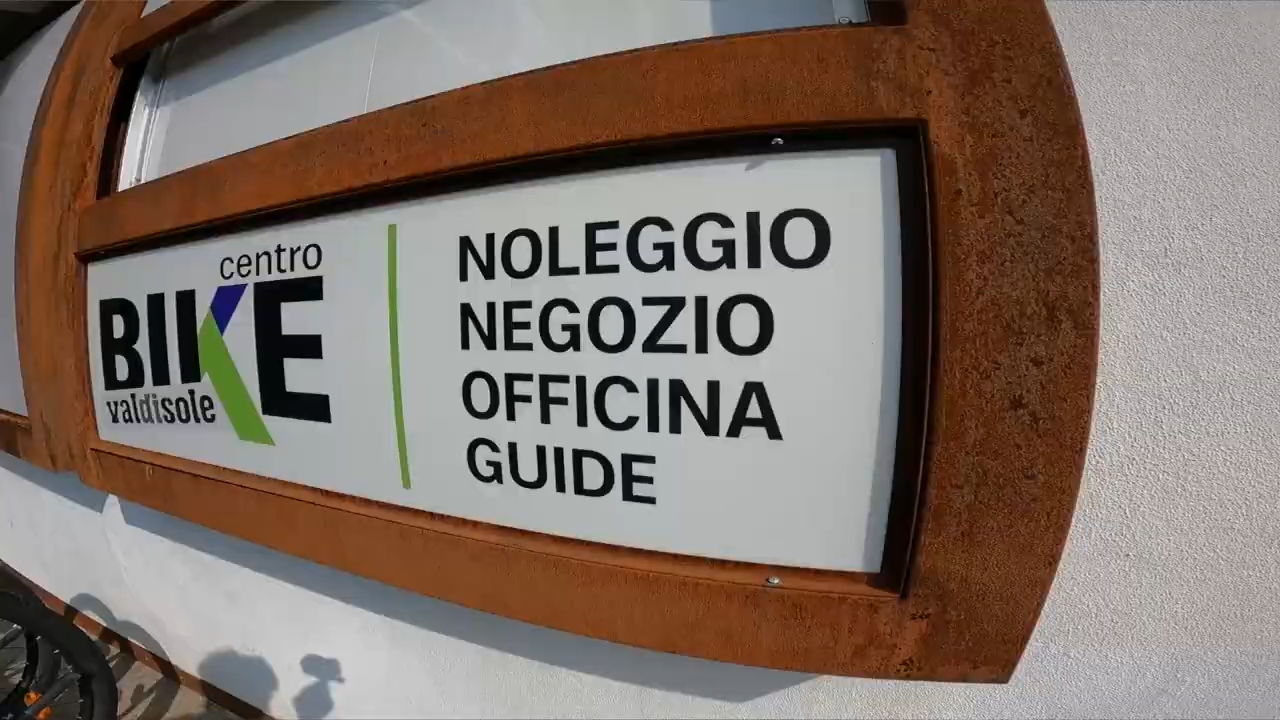 centro
BIKE
valdisole
NOLEGGIO
NEGOZIO
OFFICINA
GUIDE